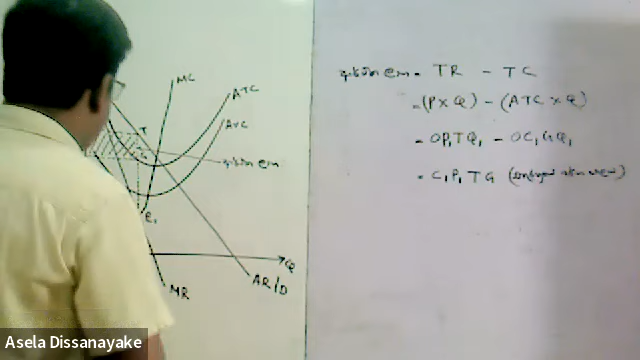 MC
ATC
AVC
T
G
e₁
Q
AR/D
MR
= TR - TC
= (P × Q) - (ATC × Q)
= OP₁TQ₁ - OC₁GQ₁
= C₁P₁TG
Asela Dissanayake